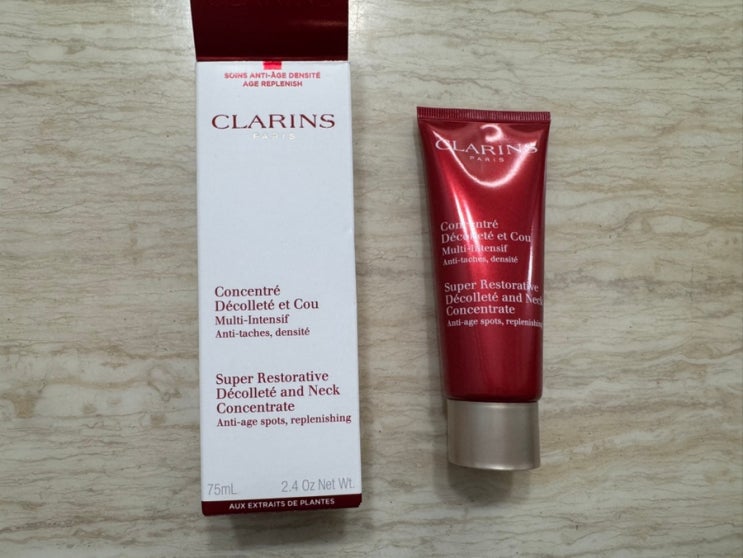 SOINS ANTI-ÂGE DENSITÉ
AGE REPLENISH
CLARINS
PARIS
Concentré
Décolleté et Cou
Multi-Intensif
Anti-taches, densité
Super Restorative
Décolleté and Neck
Concentrate
Anti-age spots, replenishing
75mL 2.4 Oz Net Wt.
AUX EXTRAITS DE PLANTES
CLARINS
PARIS
Concentré
Décolleté et Cou
Multi-Intensif
Anti-taches, densité
Super Restorative
Décolleté and Neck
Concentrate
Anti-age spots, replenishing